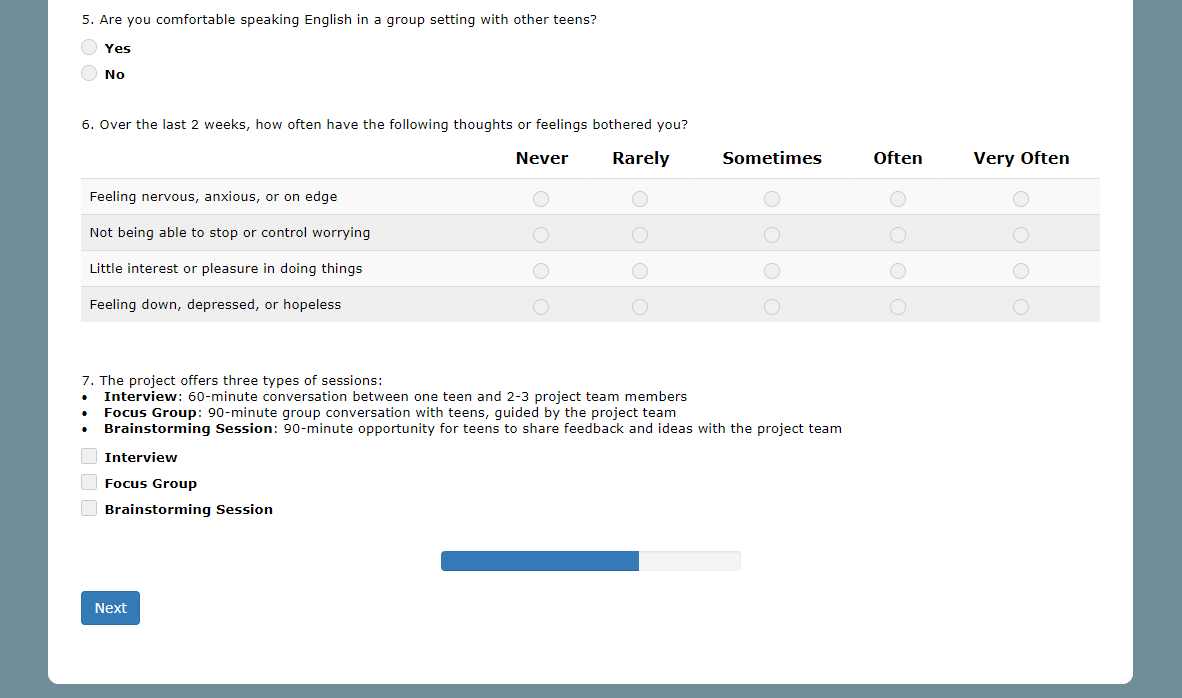 5. Are you comfortable speaking English in a group setting with other teens?
Yes
No
6. Over the last 2 weeks, how often have the following thoughts or feelings bothered you?
Never Rarely Sometimes Often Very Often
Feeling nervous, anxious, or on edge
Not being able to stop or control worrying
Little interest or pleasure in doing things
Feeling down, depressed, or hopeless
7. The project offers three types of sessions:
• Interview: 60-minute conversation between one teen and 2-3 project team members
• Focus Group: 90-minute group conversation with teens, guided by the project team
• Brainstorming Session: 90-minute opportunity for teens to share feedback and ideas with the project team
Interview
Focus Group
Brainstorming Session
Next